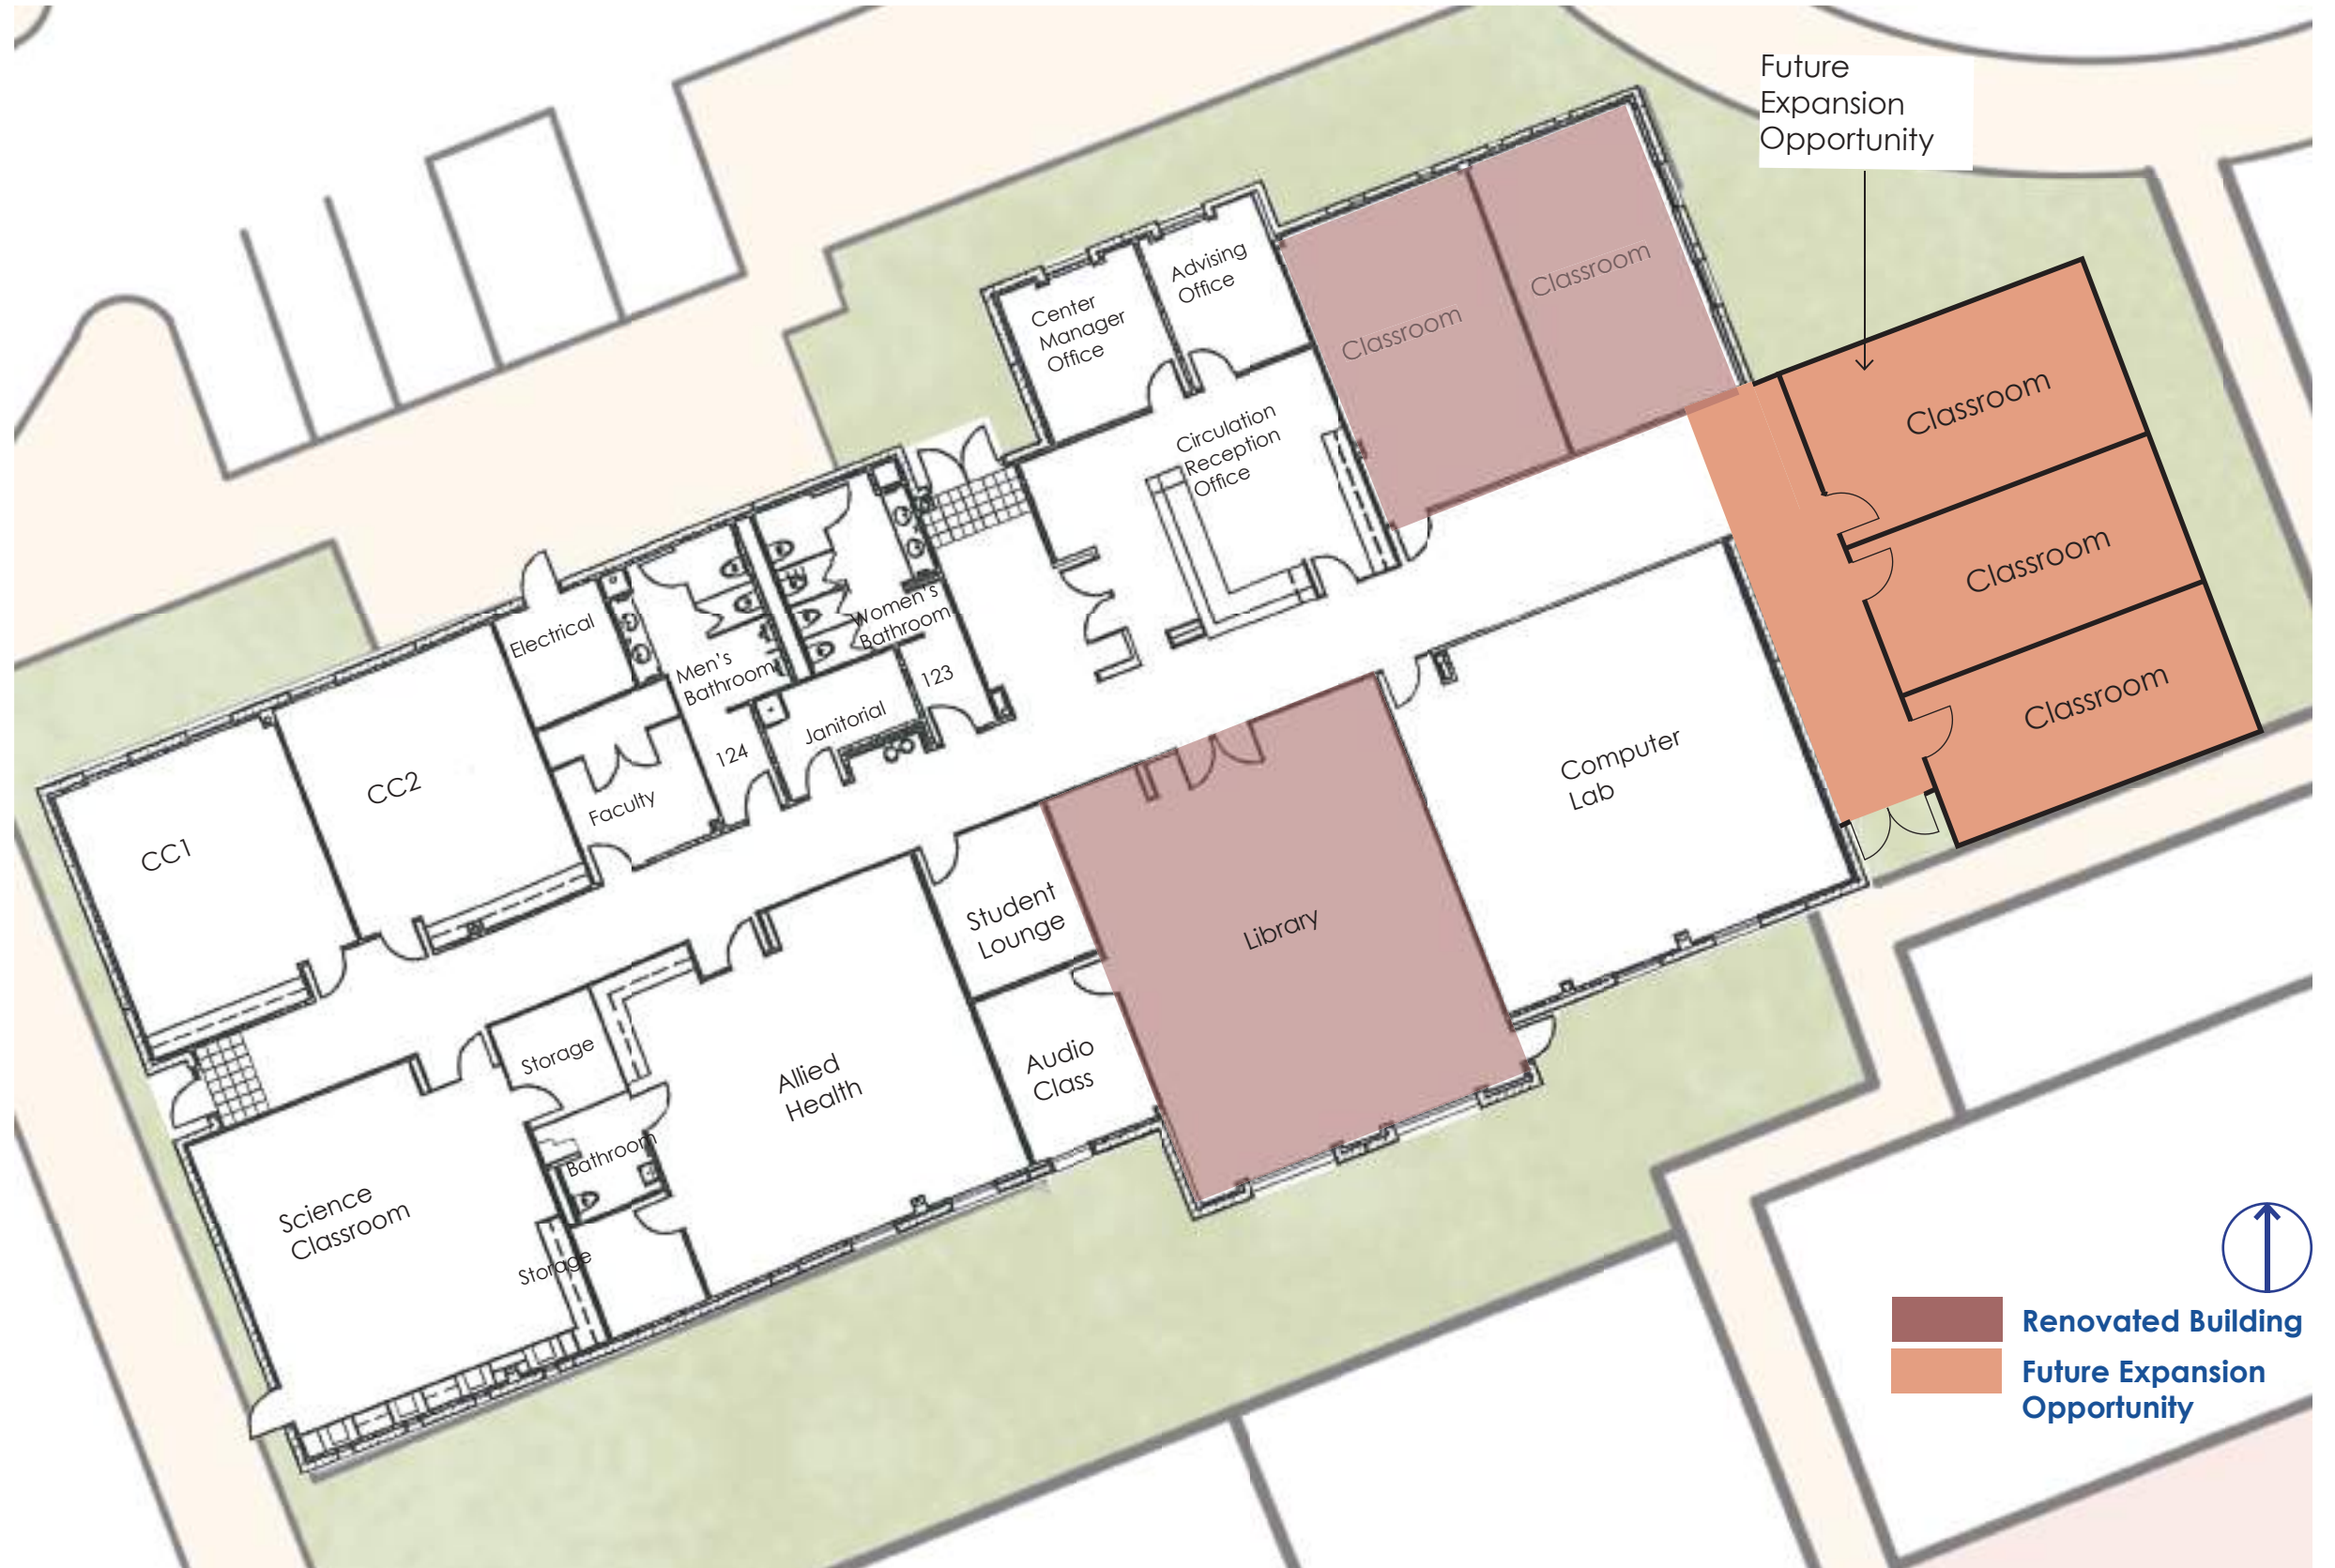 Future
Expansion
Opportunity
Center
Manager
Office
Advising
Office
Classroom
Classroom
Circulation
Reception
Office
Classroom
Classroom
Classroom
Electrical
Men's
Bathroom
Women's
Bathroom
123
124
Janitorial
Faculty
CC2
CC1
Computer
Lab
Library
Student
Lounge
Audio
Class
Allied
Health
Storage
Bathroom
Storage
Science
Classroom
Renovated Building
Future Expansion
Opportunity